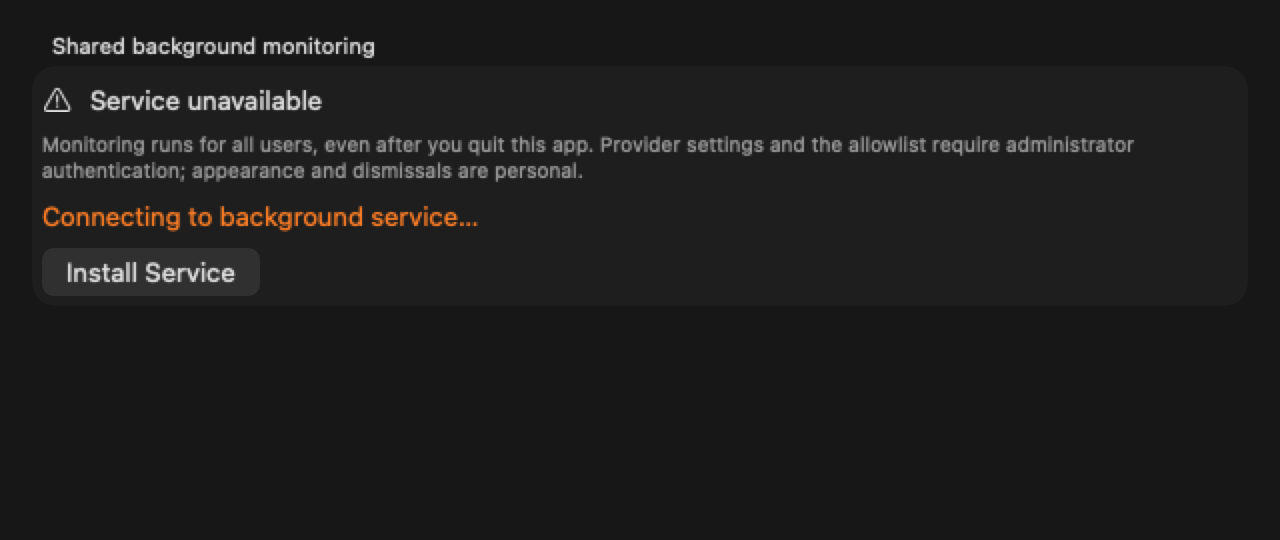 Shared background monitoring
Service unavailable
Monitoring runs for all users, even after you quit this app. Provider settings and the allowlist require administrator
authentication; appearance and dismissals are personal.
Connecting to background service...
Install Service